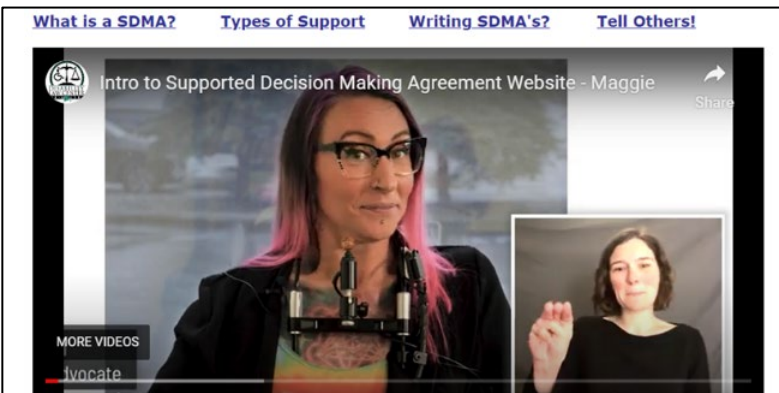 What is a SDMA? Types of Support Writing SDMA's? Tell Others!
Intro to Supported Decision Making Agreement Website - Maggie
Share
MORE VIDEOS
dvocate